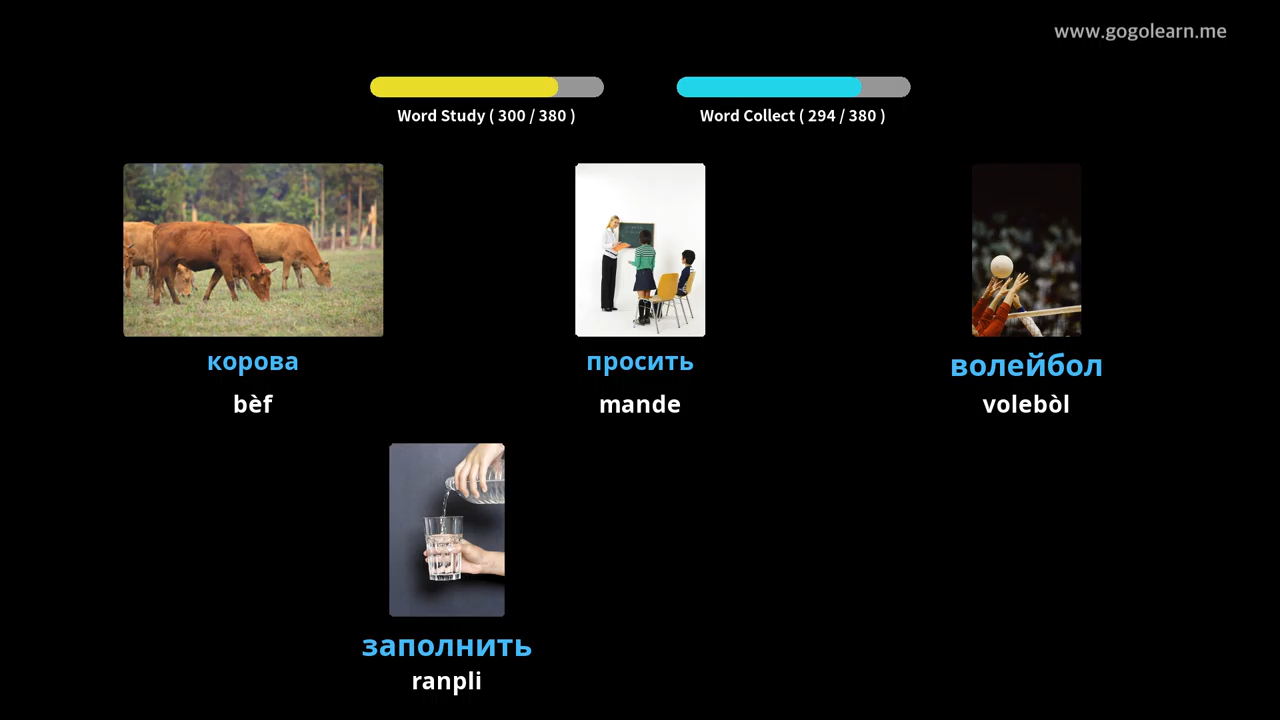 www.gogolearn.me
Word Study ( 300 / 380 )
Word Collect ( 294 / 380 )
корова
просить
волейбол
bèf
mande
volebòl
заполнить
ranpli